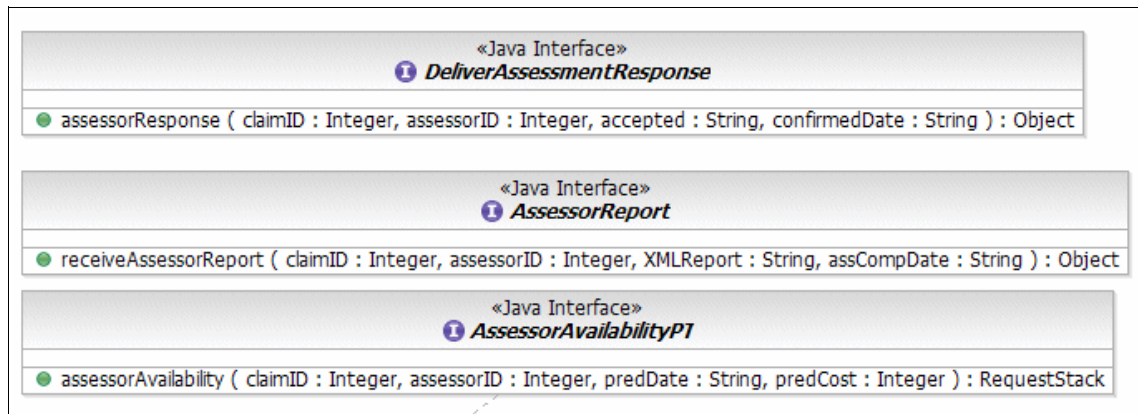 «Java Interface»
DeliverAssessmentResponse
assessorResponse ( claimID : Integer, assessorID : Integer, accepted : String, confirmedDate : String ) : Object
«Java Interface»
AssessorReport
receiveAssessorReport ( claimID : Integer, assessorID : Integer, XMLReport : String, assCompDate : String ) : Object
«Java Interface»
AssessorAvailabilityPT
assessorAvailability ( claimID : Integer, assessorID : Integer, predDate : String, predCost : Integer ) : RequestStack